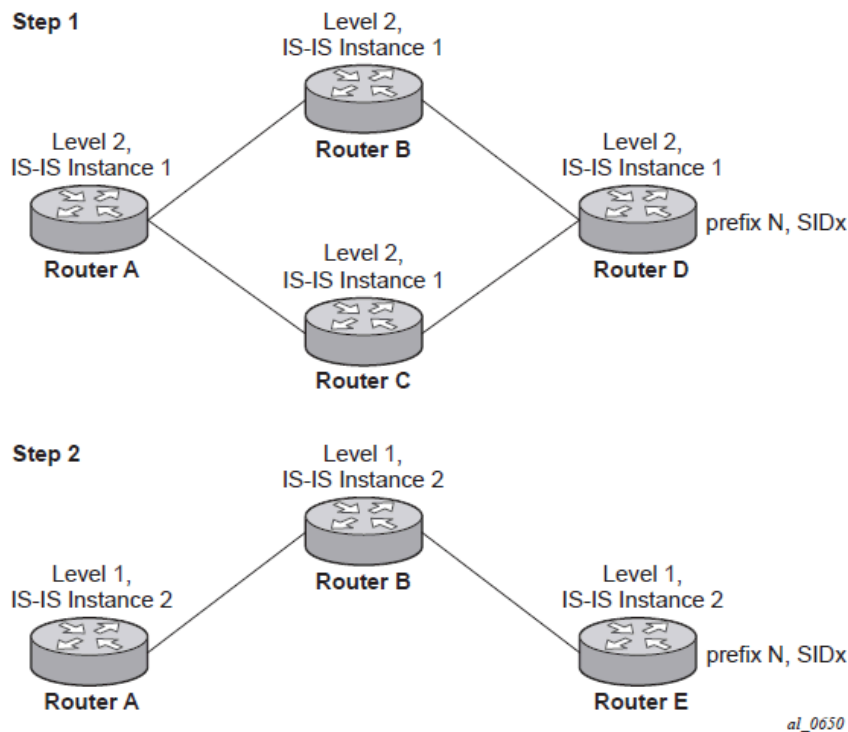 Step 1
Level 2,
IS-IS Instance 1
Router B
Level 2,
IS-IS Instance 1
Router A
Level 2,
IS-IS Instance 1
Router C
Level 2,
IS-IS Instance 1
prefix N, SIDx
Router D
Step 2
Level 1,
IS-IS Instance 2
Router B
Level 1,
IS-IS Instance 2
Router A
Level 1,
IS-IS Instance 2
prefix N, SIDx
Router E
al_0650